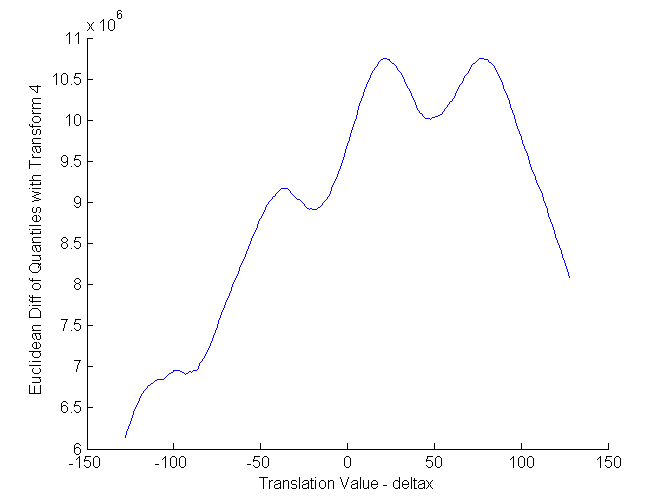 x 10^6
11
10.5
10
9.5
9
8.5
8
7.5
7
6.5
6
Euclidean Diff of Quantiles with Transform 4
-150 -100 -50 0 50 100 150
Translation Value - deltax